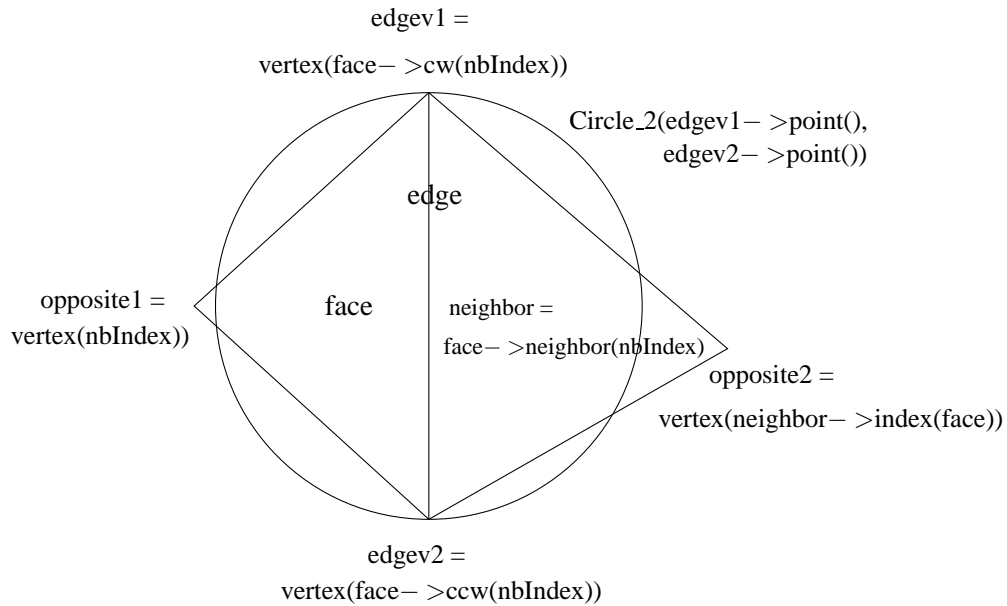 edgev1 =
vertex(face− >cw(nbIndex))
Circle_2(edgev1− >point(),
edgev2− >point())
edge
opposite1 =
vertex(nbIndex))
face
neighbor =
face− >neighbor(nbIndex)
opposite2 =
vertex(neighbor− >index(face))
edgev2 =
vertex(face− >ccw(nbIndex))